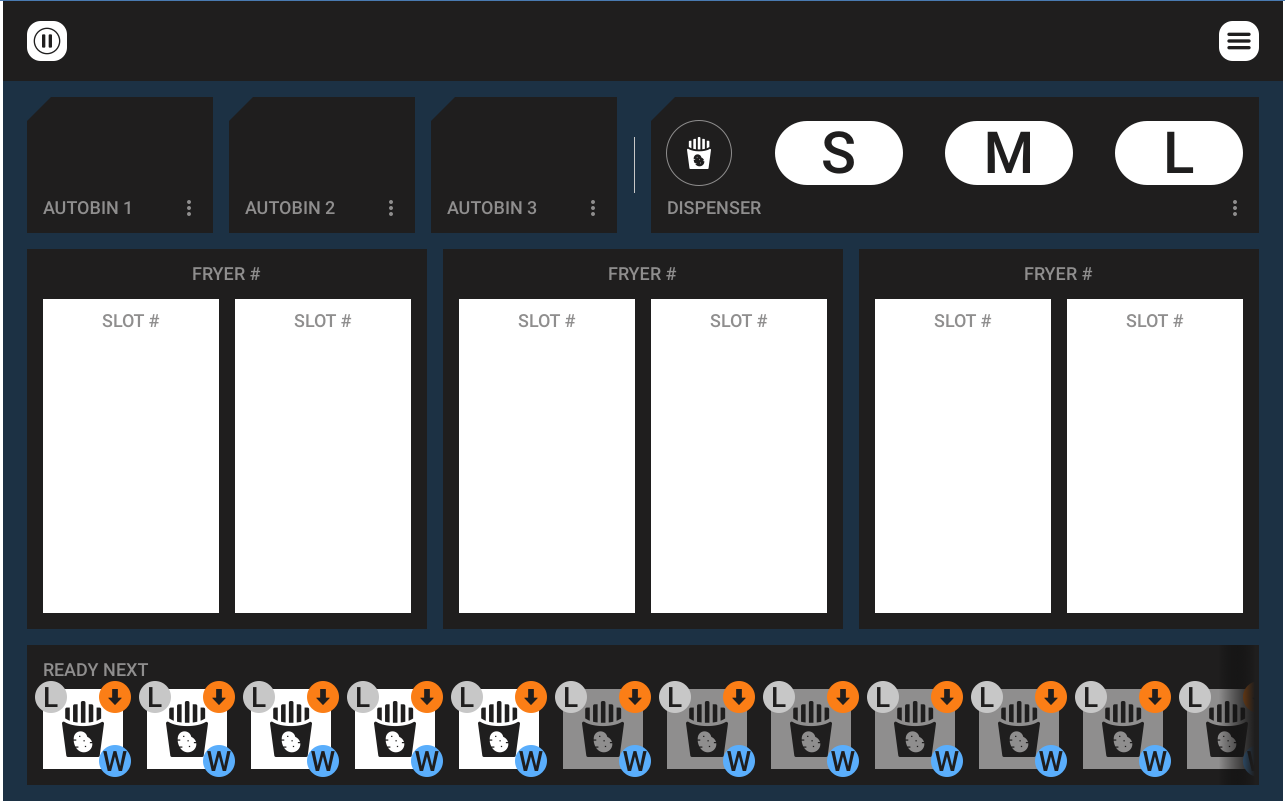 S M L
AUTOBIN 1 AUTOBIN 2 AUTOBIN 3 DISPENSER
FRYER # FRYER # FRYER #
SLOT # SLOT # SLOT # SLOT # SLOT # SLOT #
READY NEXT
L L L L L L L L L L L L
W W W W W W W W W W W